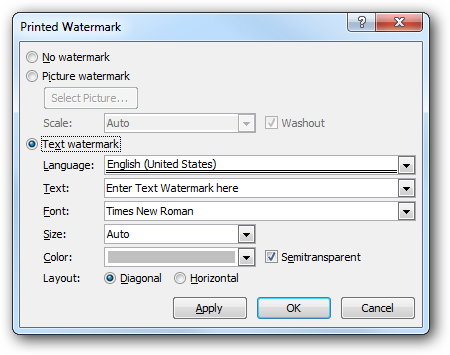 Printed Watermark
No watermark
Picture watermark
Select Picture...
Scale: Auto Washout
Text watermark
Language: English (United States)
Text: Enter Text Watermark here
Font: Times New Roman
Size: Auto
Color: Semitransparent
Layout: Diagonal Horizontal
Apply OK Cancel